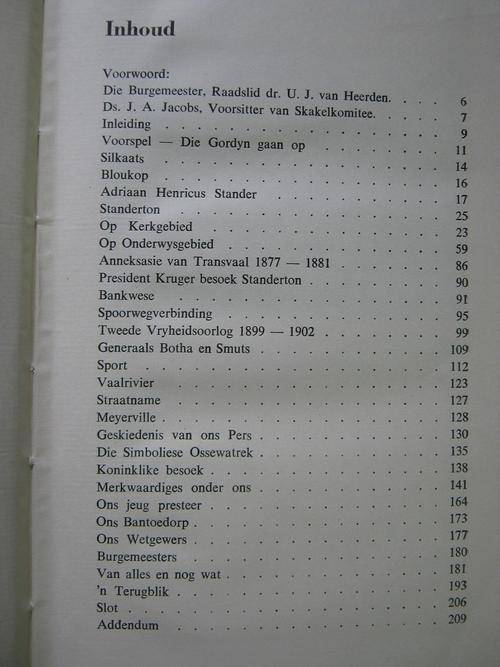 Inhoud
Voorwoord:
Die Burgemeester, Raadslid dr. U. J. van Heerden. . . . 6
Ds. J. A. Jacobs, Voorsitter van Skakelkomitee. . . . . 7
Inleiding . . . . . . . . . . . . . . 9
Voorspel — Die Gordyn gaan op . . . . . . . 11
Silkaats . . . . . . . . . . . . . . 14
Bloukop . . . . . . . . . . . . . . 16
Adriaan Henricus Stander . . . . . . . . . 17
Standerton . . . . . . . . . . . . . 25
Op Kerkgebied . . . . . . . . . . . . 23
Op Onderwysgebied . . . . . . . . . . . 59
Anneksasie van Transvaal 1877 — 1881 . . . . . . 86
President Kruger besoek Standerton . . . . . . . 90
Bankwese . . . . . . . . . . . . . 91
Spoorwegverbinding . . . . . . . . . . . 95
Tweede Vryheidsoorlog 1899 — 1902 . . . . . . 99
Generaals Botha en Smuts . . . . . . . . . 109
Sport . . . . . . . . . . . . . . 112
Vaalrivier . . . . . . . . . . . . . 123
Straatname . . . . . . . . . . . . . 127
Meyerville . . . . . . . . . . . . . 128
Geskiedenis van ons Pers . . . . . . . . . 130
Die Simboliese Ossewatrek . . . . . . . . . 135
Koninklike besoek . . . . . . . . . . . 138
Merkwaardiges onder ons . . . . . . . . . 141
Ons jeug presteer . . . . . . . . . . . 164
Ons Bantoedorp . . . . . . . . . . . . 173
Ons Wetgewers . . . . . . . . . . . . 177
Burgemeesters . . . . . . . . . . . . 180
Van alles en nog wat . . . . . . . . . . 181
'n Terugblik . . . . . . . . . . . . . 193
Slot . . . . . . . . . . . . . . . 206
Addendum . . . . . . . . . . . . . 209